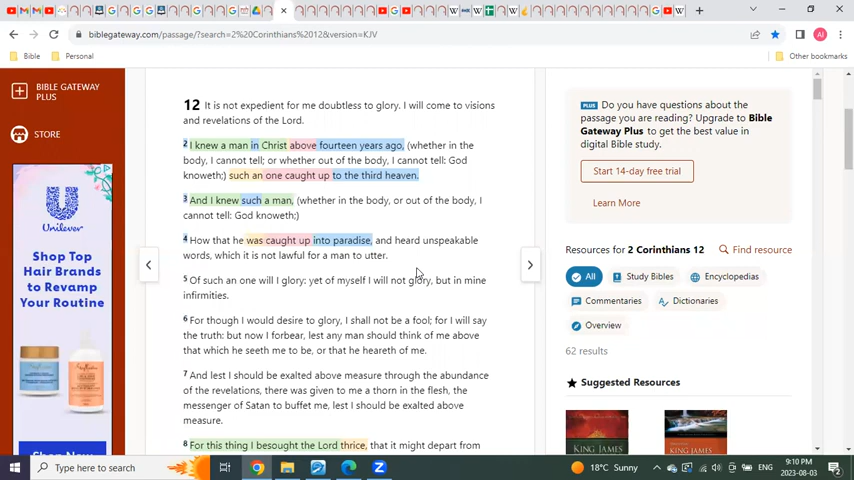 biblegateway.com/passage/?search=2%20Corinthians%2012&version=KJV
Bible
Personal
Other bookmarks
BIBLE GATEWAY
PLUS
STORE
Unilever
Shop Top
Hair Brands
to Revamp
Your Routine
Shop Now
12 It is not expedient for me doubtless to glory. I will come to visions
and revelations of the Lord.
2 I knew a man in Christ above fourteen years ago, (whether in the
body, I cannot tell; or whether out of the body, I cannot tell: God
knoweth;) such an one caught up to the third heaven.
3 And I knew such a man, (whether in the body, or out of the body, I
cannot tell: God knoweth;)
4 How that he was caught up into paradise, and heard unspeakable
words, which it is not lawful for a man to utter.
5 Of such an one will I glory: yet of myself I will not glory, but in mine
infirmities.
6 For though I would desire to glory, I shall not be a fool; for I will say
the truth: but now I forbear, lest any man should think of me above
that which he seeth me to be, or that he heareth of me.
7 And lest I should be exalted above measure through the abundance
of the revelations, there was given to me a thorn in the flesh, the
messenger of Satan to buffet me, lest I should be exalted above
measure.
8 For this thing I besought the Lord thrice, that it might depart from
PLUS Do you have questions about the
passage you are reading? Upgrade to Bible
Gateway Plus to get the best value in
digital Bible study.
Start 14-day free trial
Learn More
Resources for 2 Corinthians 12
Find resource
All
Study Bibles
Encyclopedias
Commentaries
Dictionaries
Overview
62 results
Suggested Resources
KING JAMES
KING JAMES
Type here to search
18°C Sunny
ENG
9:10 PM
2023-08-03
2